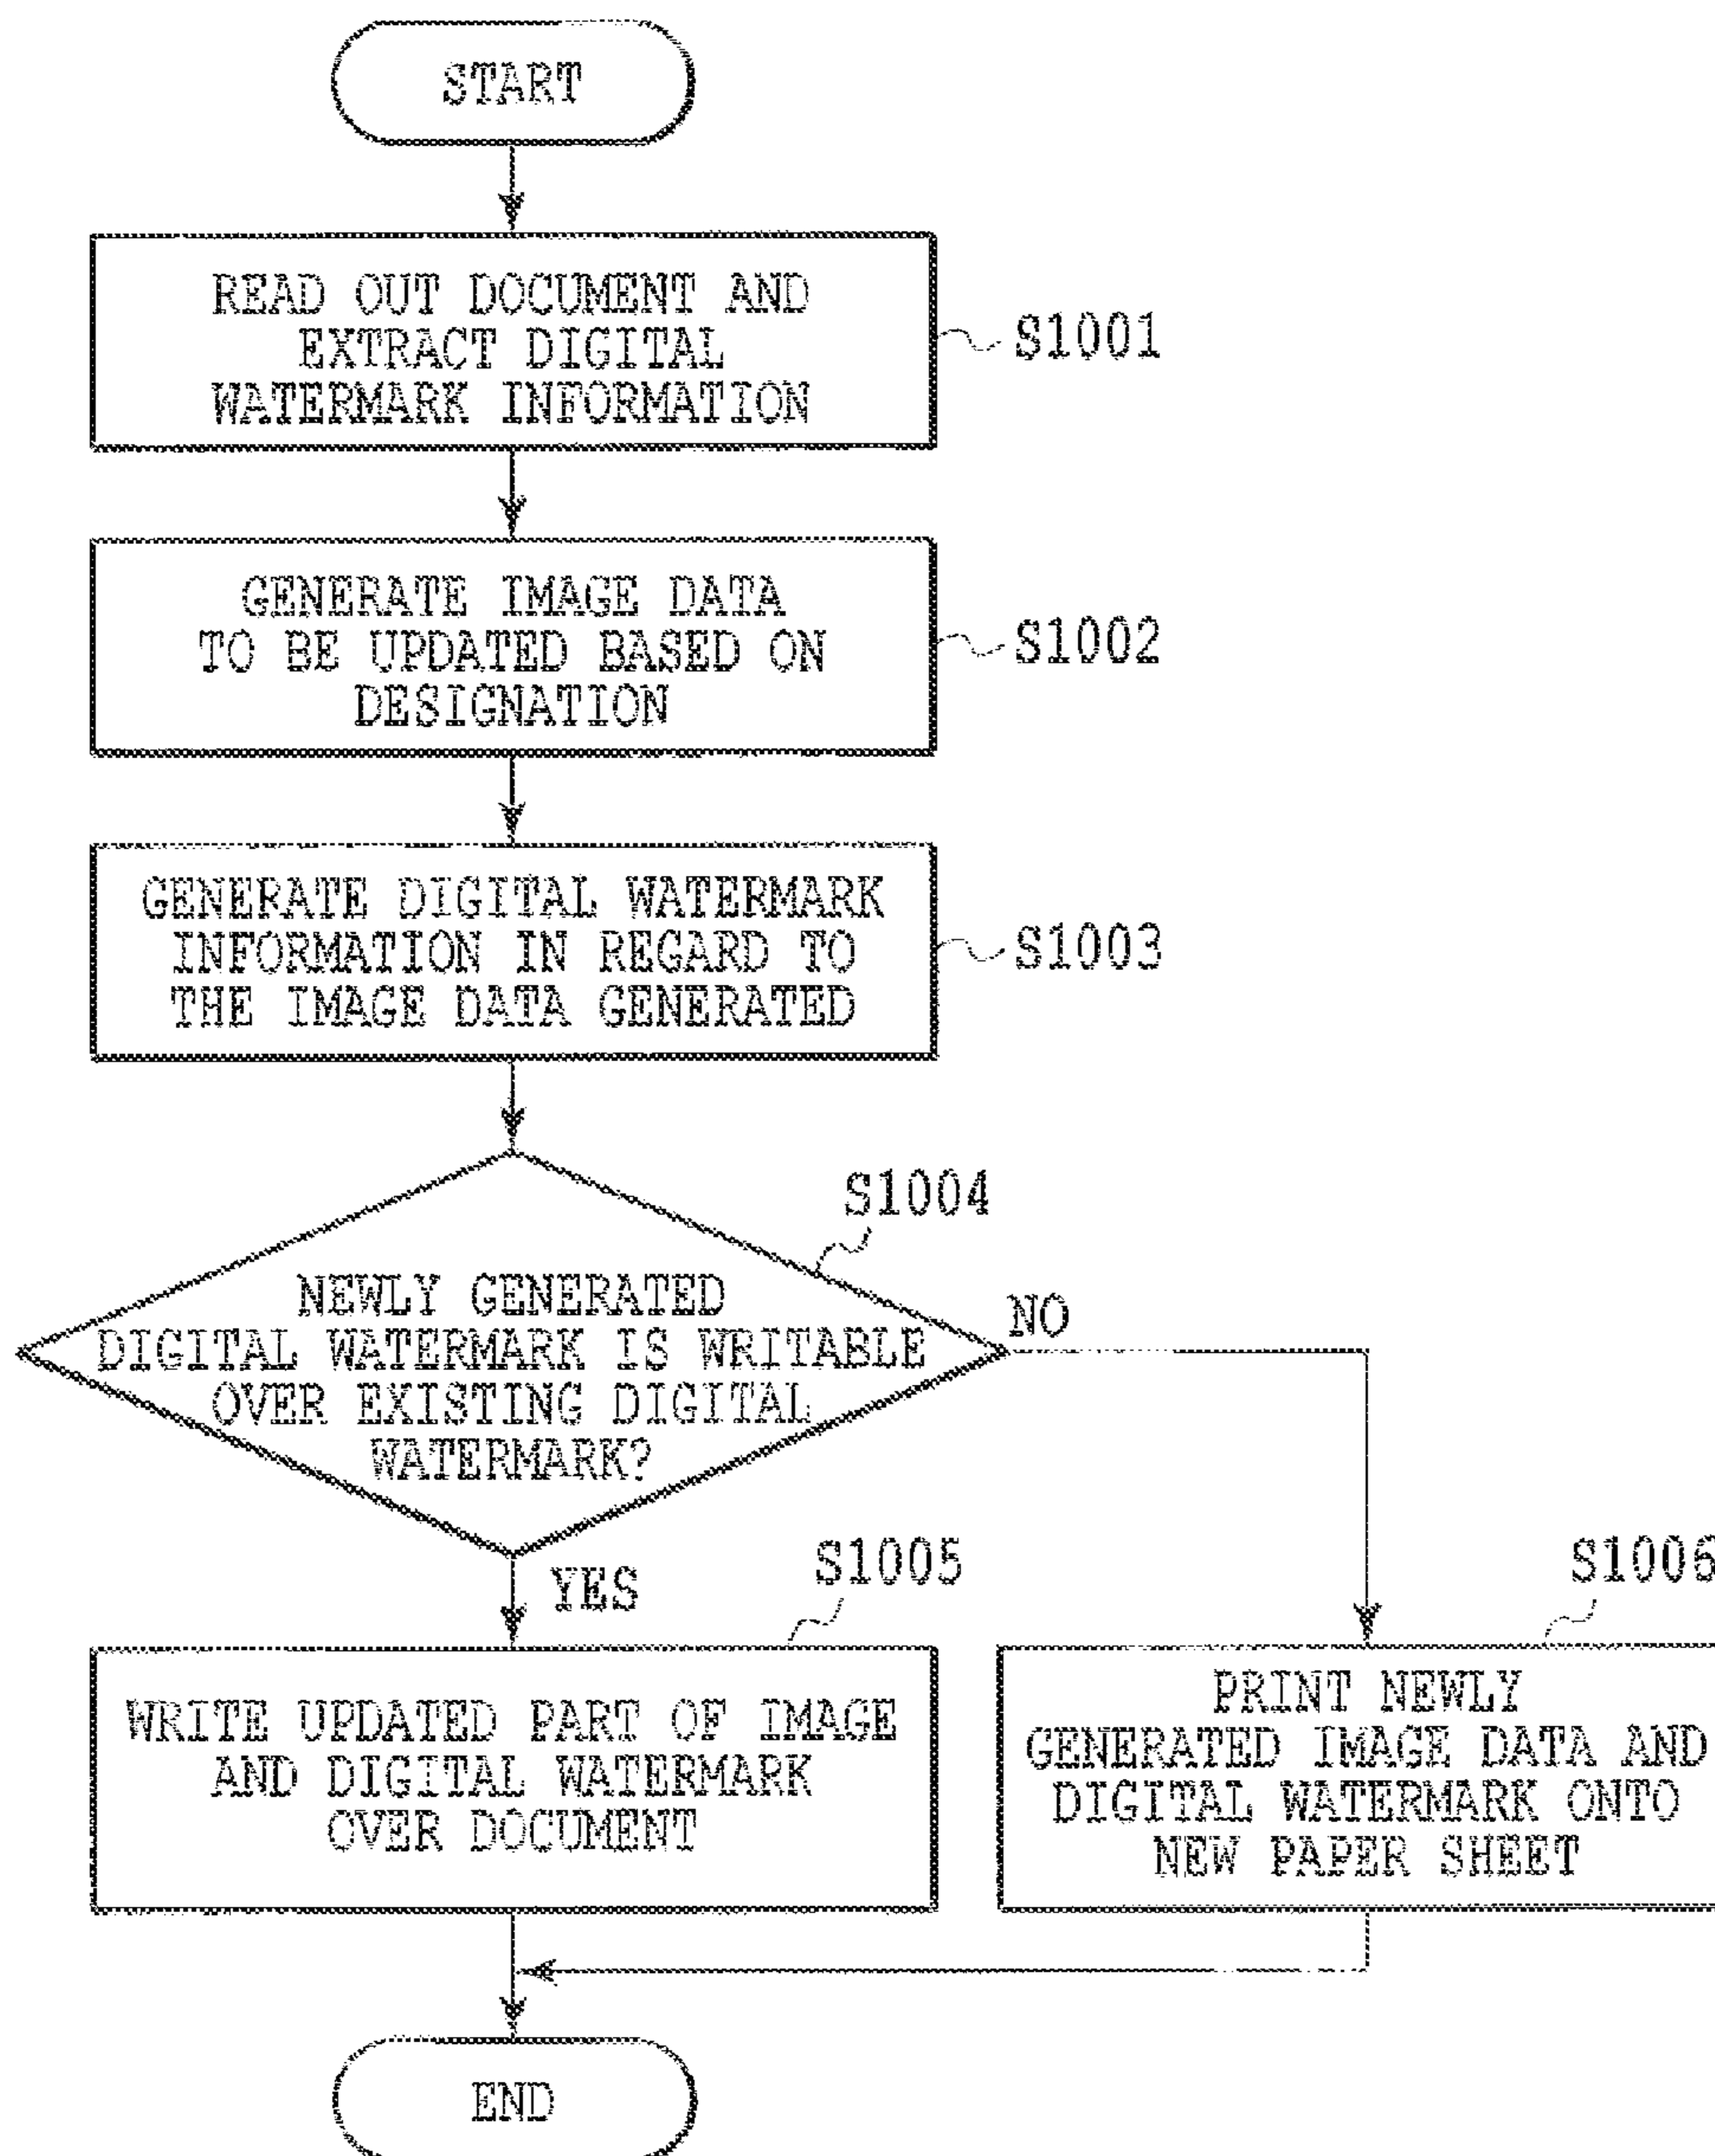 START
READ OUT DOCUMENT AND
EXTRACT DIGITAL
WATERMARK INFORMATION
S1001
GENERATE IMAGE DATA
TO BE UPDATED BASED ON
DESIGNATION
S1002
GENERATE DIGITAL WATERMARK
INFORMATION IN REGARD TO
THE IMAGE DATA GENERATED
S1003
S1004
NEWLY GENERATED
DIGITAL WATERMARK IS WRITABLE
OVER EXISTING DIGITAL
WATERMARK?
NO
YES
S1005
WRITE UPDATED PART OF IMAGE
AND DIGITAL WATERMARK
OVER DOCUMENT
S1006
PRINT NEWLY
GENERATED IMAGE DATA AND
DIGITAL WATERMARK ONTO
NEW PAPER SHEET
END